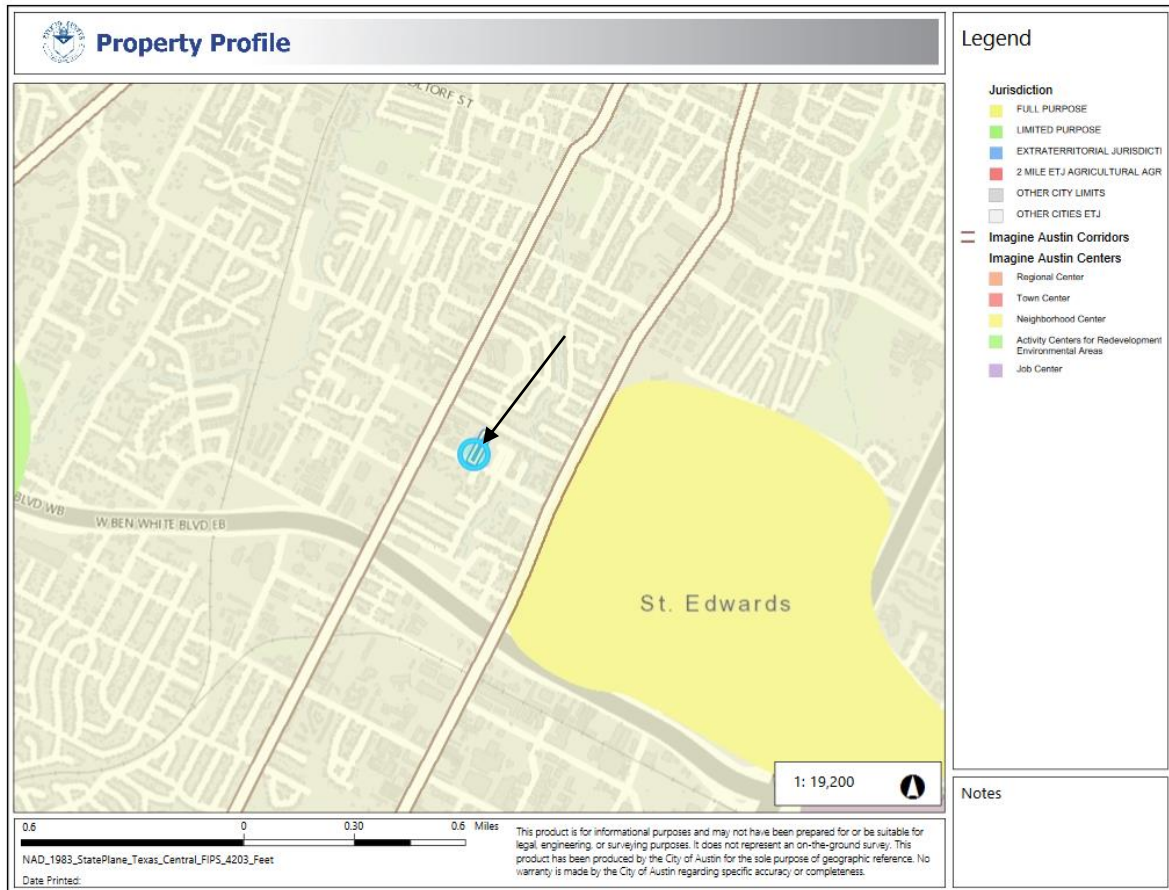 Property Profile
OLTORF ST
BLVD WB
W BEN WHITE BLVD EB
St. Edwards
1: 19,200
Legend
Jurisdiction
FULL PURPOSE
LIMITED PURPOSE
EXTRATERRITORIAL JURISDICTI
2 MILE ETJ AGRICULTURAL AGR
OTHER CITY LIMITS
OTHER CITIES ETJ
Imagine Austin Corridors
Imagine Austin Centers
Regional Center
Town Center
Neighborhood Center
Activity Centers for Redevelopment
Environmental Areas
Job Center
Notes
0.6 0 0.30 0.6 Miles
NAD_1983_StatePlane_Texas_Central_FIPS_4203_Feet
Date Printed:
This product is for informational purposes and may not have been prepared for or be suitable for
legal, engineering, or surveying purposes. It does not represent an on-the-ground survey. This
product has been produced by the City of Austin for the sole purpose of geographic reference. No
warranty is made by the City of Austin regarding specific accuracy or completeness.